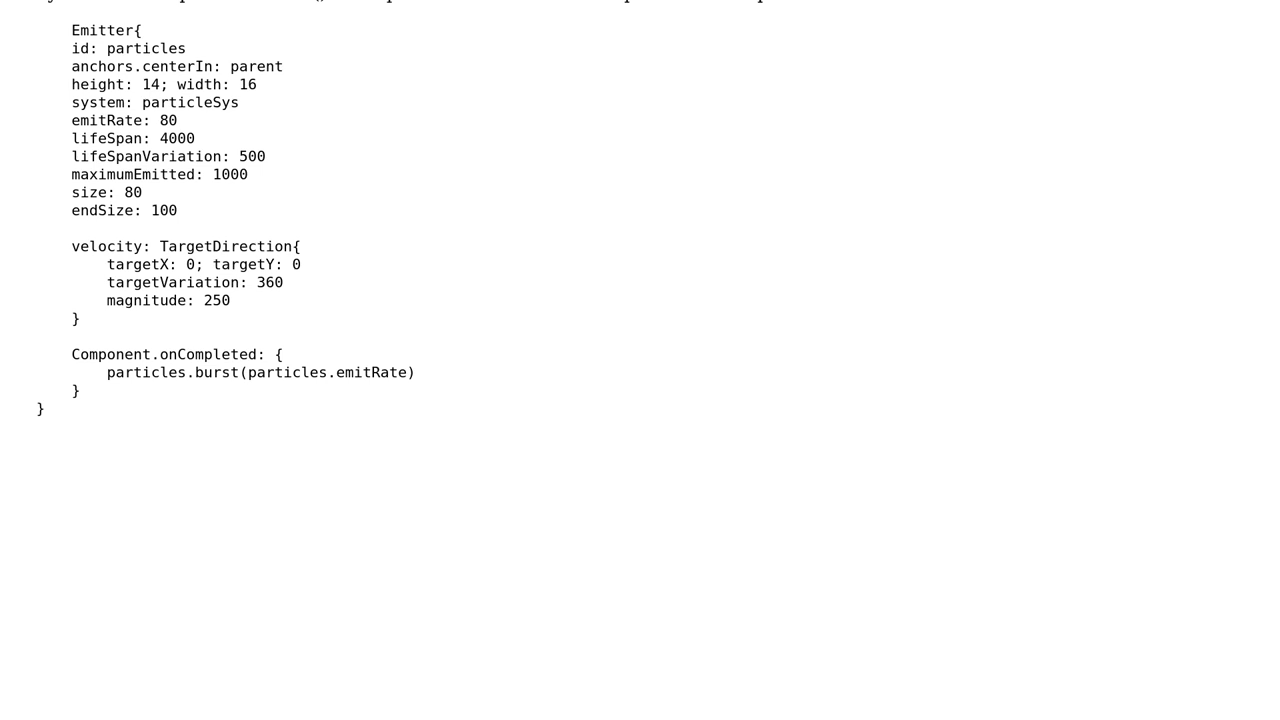 Emitter{
id: particles
anchors.centerIn: parent
height: 14; width: 16
system: particleSys
emitRate: 80
lifeSpan: 4000
lifeSpanVariation: 500
maximumEmitted: 1000
size: 80
endSize: 100
velocity: TargetDirection{
targetX: 0; targetY: 0
targetVariation: 360
magnitude: 250
}
Component.onCompleted: {
particles.burst(particles.emitRate)
}
}